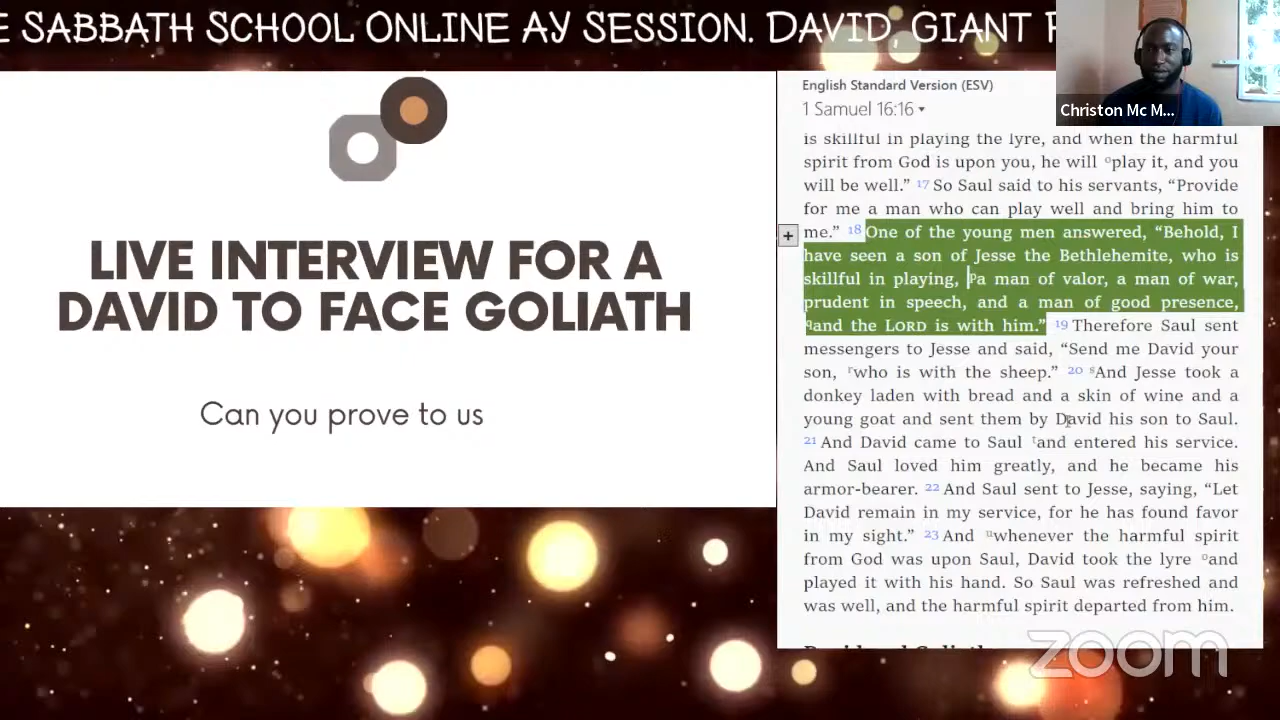 E SABBATH SCHOOL ONLINE AY SESSION. DAVID, GIANT
Christon Mc M...
LIVE INTERVIEW FOR A
DAVID TO FACE GOLIATH
Can you prove to us
English Standard Version (ESV)
1 Samuel 16:16
is skillful in playing the lyre, and when the harmful
spirit from God is upon you, he will oplay it, and you
will be well.” 17 So Saul said to his servants, “Provide
for me a man who can play well and bring him to
me.” 18 One of the young men answered, “Behold, I
have seen a son of Jesse the Bethlehemite, who is
skillful in playing, pa man of valor, a man of war,
prudent in speech, and a man of good presence,
qand the LORD is with him.” 19 Therefore Saul sent
messengers to Jesse and said, “Send me David your
son, rwho is with the sheep.” 20 sAnd Jesse took a
donkey laden with bread and a skin of wine and a
young goat and sent them by David his son to Saul.
21 And David came to Saul tand entered his service.
And Saul loved him greatly, and he became his
armor-bearer. 22 And Saul sent to Jesse, saying, “Let
David remain in my service, for he has found favor
in my sight.” 23 And uwhenever the harmful spirit
from God was upon Saul, David took the lyre oand
played it with his hand. So Saul was refreshed and
was well, and the harmful spirit departed from him.
zoom